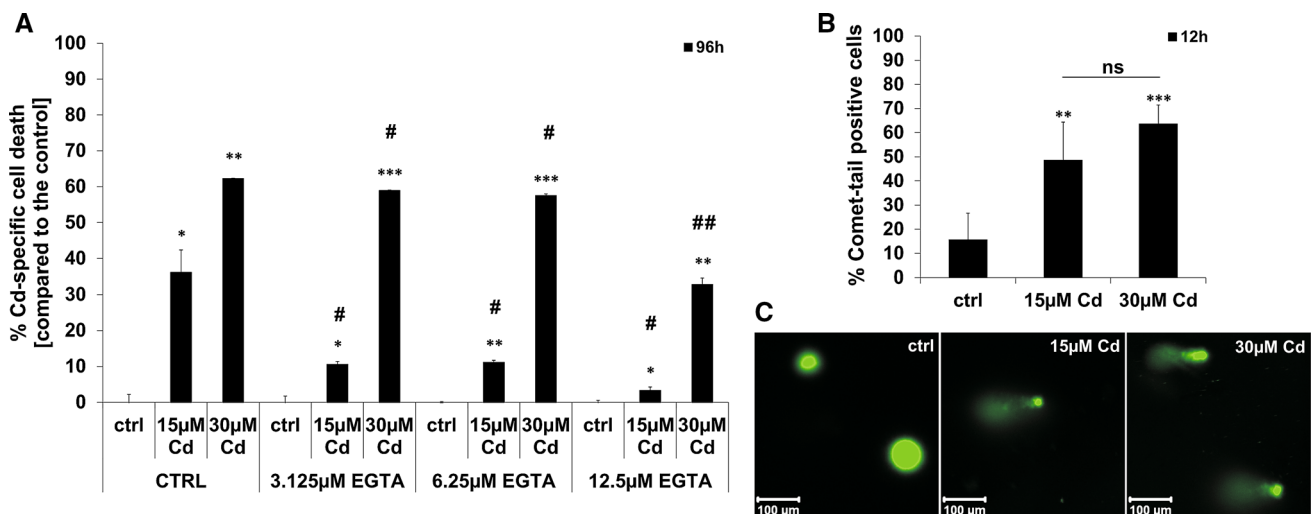 A
% Cd-specific cell death
[compared to the control]
100
90
80
70
60
50
40
30
20
10
0
96h
*
**
#
*
#
***
#
**
#
***
#
*
##
**
ctrl 15µM Cd 30µM Cd ctrl 15µM Cd 30µM Cd ctrl 15µM Cd 30µM Cd ctrl 15µM Cd 30µM Cd
CTRL 3.125µM EGTA 6.25µM EGTA 12.5µM EGTA
B
% Comet-tail positive cells
100
90
80
70
60
50
40
30
20
10
0
12h
ns
**
***
ctrl 15µM Cd 30µM Cd
C
ctrl
100 µm
15µM Cd
100 µm
30µM Cd
100 µm